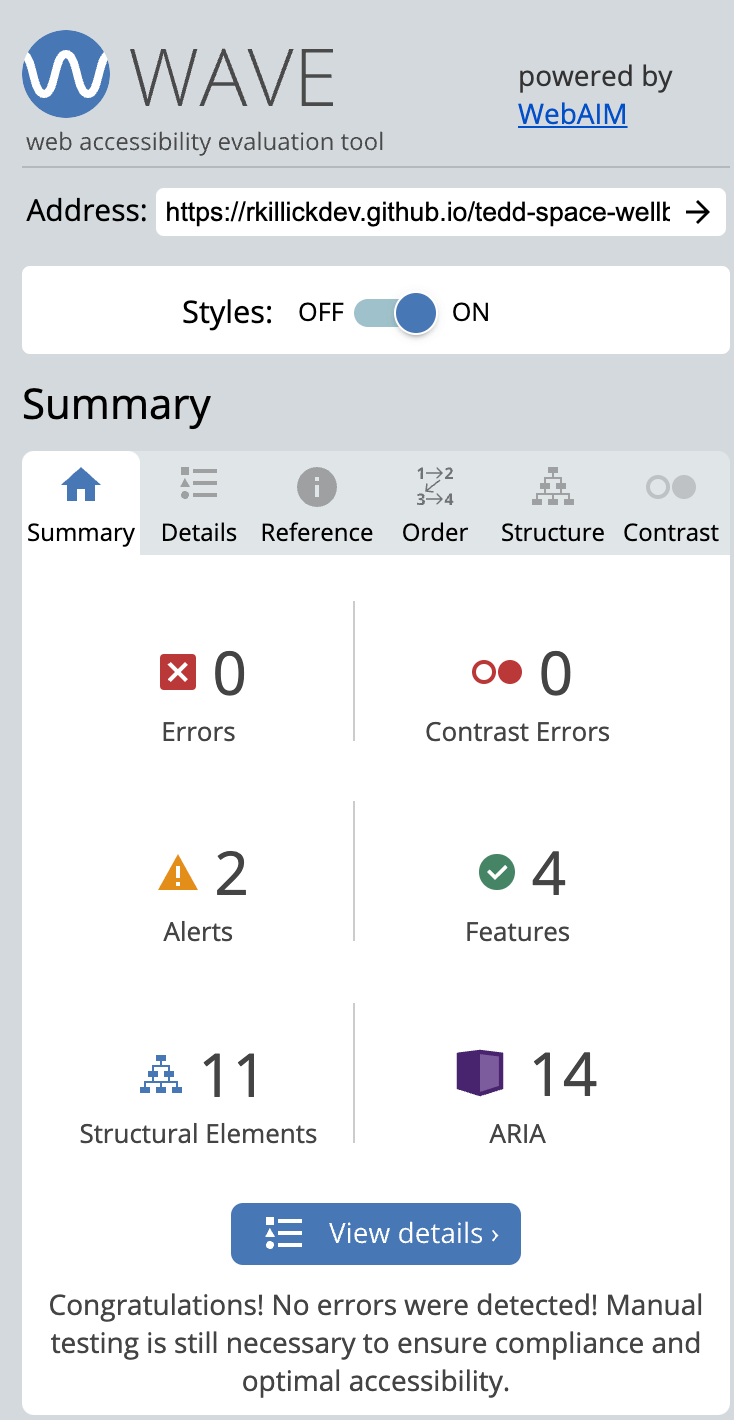 WAVE
web accessibility evaluation tool
powered by
WebAIM
Address: https://rkillickdev.github.io/tedd-space-wellb
Styles: OFF ON
Summary
Summary
Details
Reference
1→2
3→4
Order
Structure
Contrast
0
Errors
0
Contrast Errors
2
Alerts
4
Features
11
Structural Elements
14
ARIA
View details ›
Congratulations! No errors were detected! Manual
testing is still necessary to ensure compliance and
optimal accessibility.